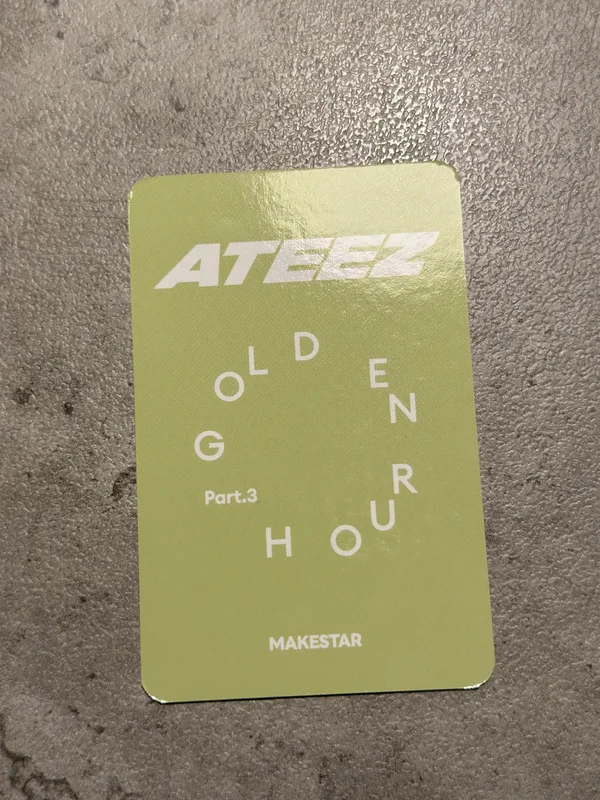 ATEEZ
GOLDEN
HOUR
Part.3
MAKESTAR